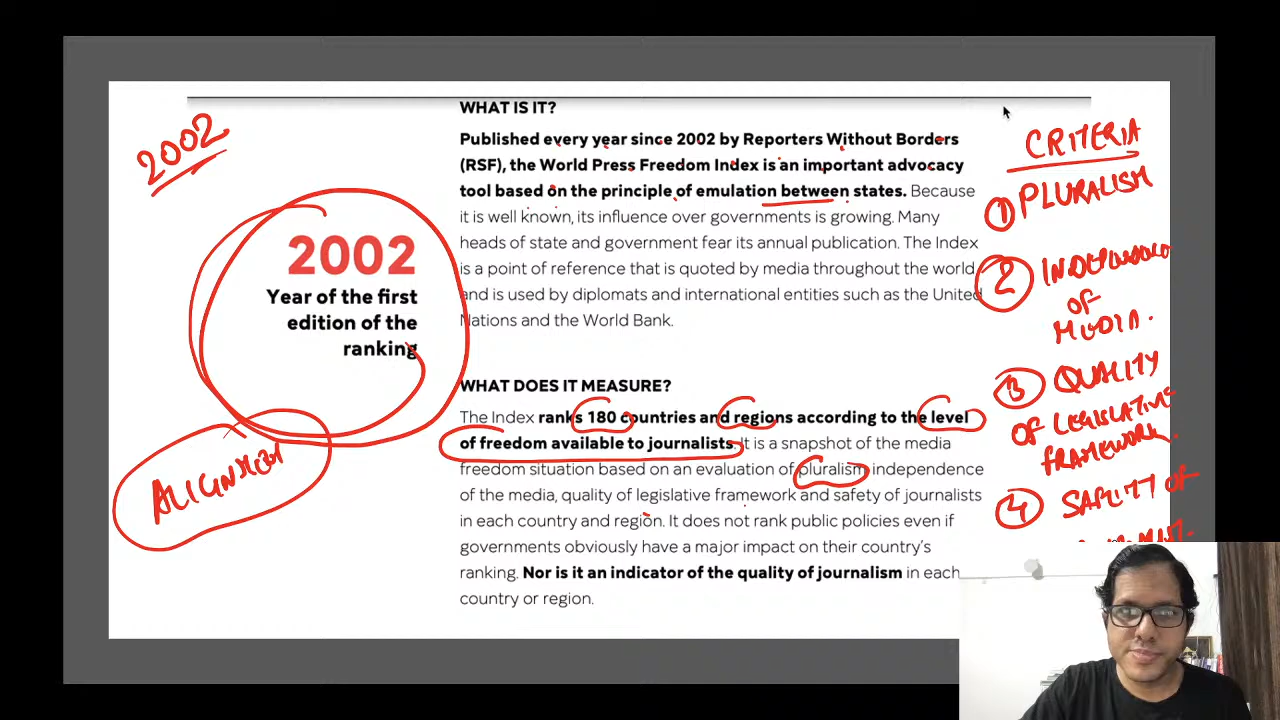 WHAT IS IT?
Published every year since 2002 by Reporters Without Borders
(RSF), the World Press Freedom Index is an important advocacy
tool based on the principle of emulation between states. Because
it is well known, its influence over governments is growing. Many
heads of state and government fear its annual publication. The Index
is a point of reference that is quoted by media throughout the world
and is used by diplomats and international entities such as the United
Nations and the World Bank.
2002
2002
Year of the first
edition of the
ranking
ALIGNMENT
WHAT DOES IT MEASURE?
The Index ranks 180 countries and regions according to the level
of freedom available to journalists. It is a snapshot of the media
freedom situation based on an evaluation of pluralism independence
of the media, quality of legislative framework and safety of journalists
in each country and region. It does not rank public policies even if
governments obviously have a major impact on their country's
ranking. Nor is it an indicator of the quality of journalism in each
country or region.
CRITERIA
① PLURALISM
② INDEPENDENCE
OF
MEDIA.
③ QUALITY
OF LEGISLATIVE
FRAMEWORK.
④ SAFETY OF